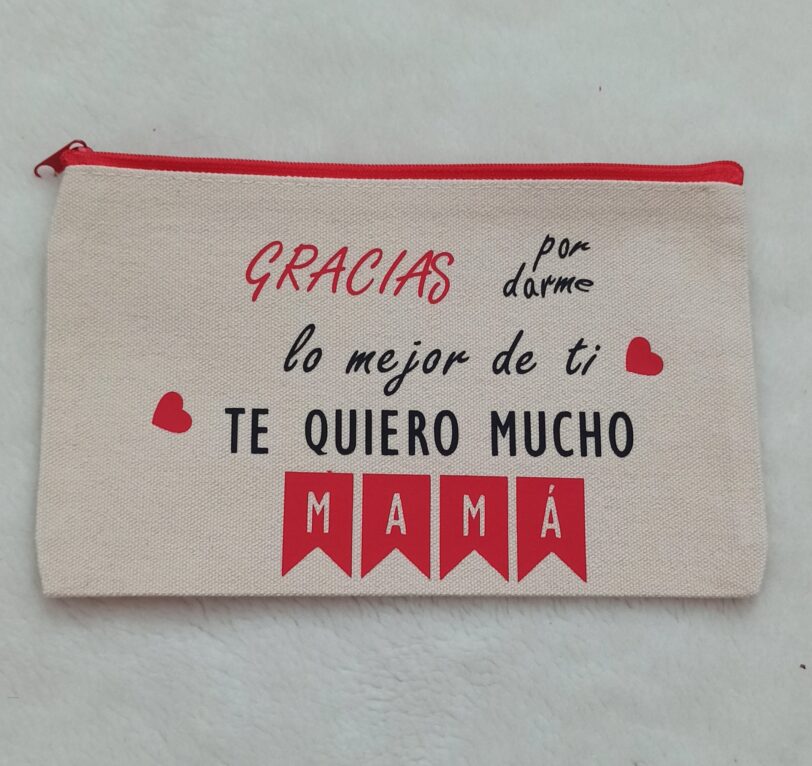 GRACIAS por darme
lo mejor de ti
TE QUIERO MUCHO
MAMÁ